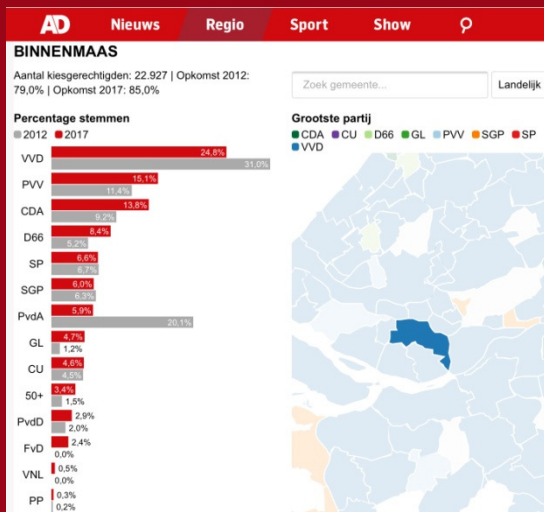 AD Nieuws Regio Sport Show
BINNENMAAS
Aantal kiesgerechtigden: 22.927 | Opkomst 2012:
79,0% | Opkomst 2017: 85,0%
Zoek gemeente... Landelijk
Percentage stemmen
2012 2017
Grootste partij
CDA CU D66 GL PVV SGP SP
VVD
VVD 24,8%
31,0%
PVV 15,1%
11,4%
CDA 13,8%
9,2%
D66 8,4%
5,2%
SP 6,6%
6,7%
SGP 6,0%
6,3%
PvdA 5,9%
20,1%
GL 4,7%
1,2%
CU 4,6%
4,5%
50+ 3,4%
1,5%
PvdD 2,9%
2,0%
FvD 2,4%
0,0%
VNL 0,5%
0,0%
PP 0,3%
0,2%